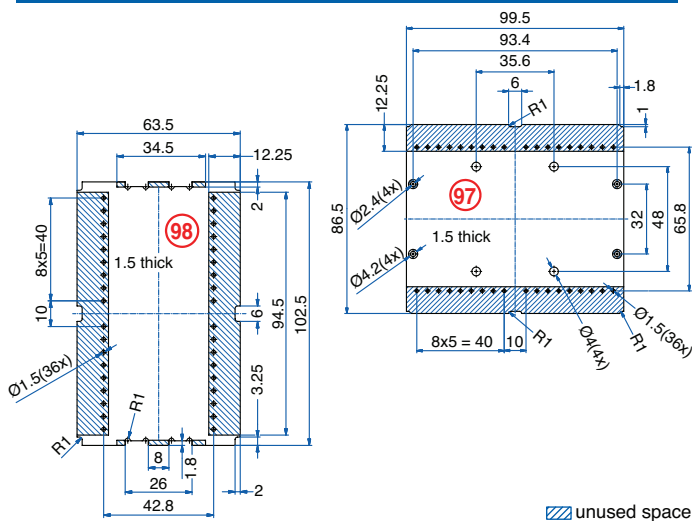 99.5
93.4
35.6
6
R1
1.8
1
12.25
86.5
Ø2.4(4x)
97
1.5 thick
32
48
65.8
Ø4.2(4x)
8x5 = 40
10
R1
Ø4(4x)
Ø1.5(36x)
R1
63.5
34.5
12.25
2
98
1.5 thick
8x5=40
10
6
94.5
102.5
Ø1.5(36x)
R1
R1
3.25
8
1.8
26
2
42.8
unused space